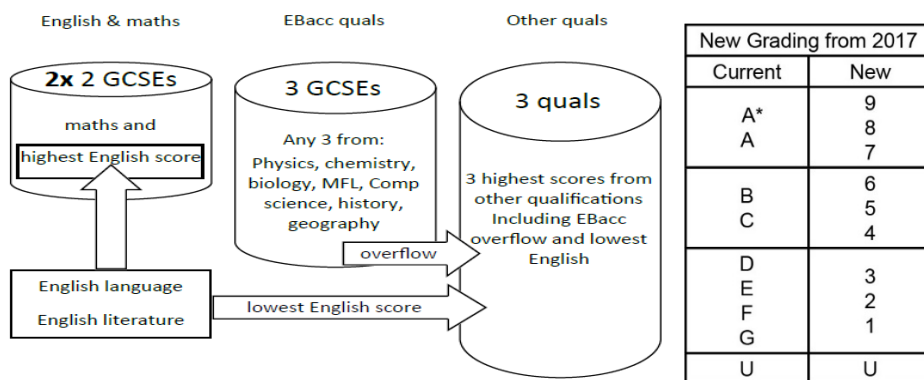 English & maths
EBacc quals
Other quals
2x 2 GCSEs
maths and
highest English score
3 GCSEs
Any 3 from:
Physics, chemistry,
biology, MFL, Comp
science, history,
geography
overflow
3 quals
3 highest scores from
other qualifications
Including EBacc
overflow and lowest
English
English language
English literature
lowest English score
New Grading from 2017
Current New
A*
A
9
8
7
B
C
6
5
4
D
E
F
G
3
2
1
U U